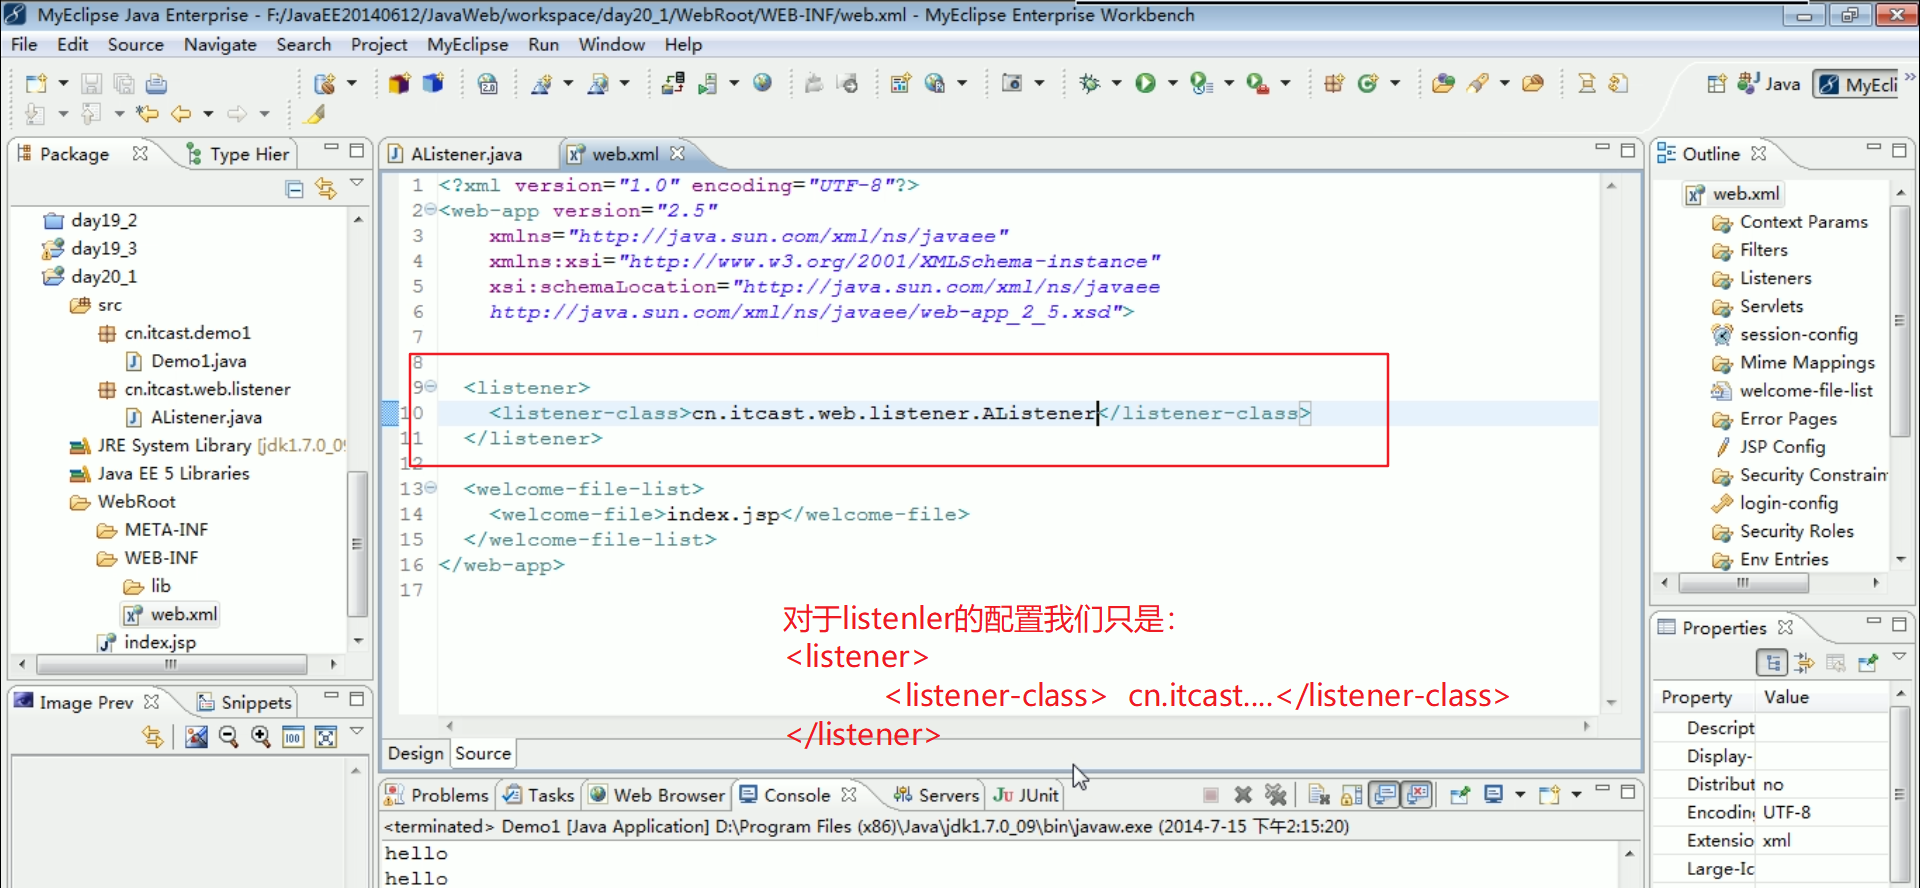 MyEclipse Java Enterprise - F:/JavaEE20140612/JavaWeb/workspace/day20_1/WebRoot/WEB-INF/web.xml - MyEclipse Enterprise Workbench
File Edit Source Navigate Search Project MyEclipse Run Window Help
Java MyEcli
Package Type Hier
day19_2
day19_3
day20_1
src
cn.itcast.demo1
Demo1.java
cn.itcast.web.listener
AListener.java
JRE System Library [jdk1.7.0_09
Java EE 5 Libraries
WebRoot
META-INF
WEB-INF
lib
web.xml
index.jsp
Image Prev Snippets
AListener.java web.xml
1 <?xml version="1.0" encoding="UTF-8"?>
2 <web-app version="2.5"
3 xmlns="http://java.sun.com/xml/ns/javaee"
4 xmlns:xsi="http://www.w3.org/2001/XMLSchema-instance"
5 xsi:schemaLocation="http://java.sun.com/xml/ns/javaee
6 http://java.sun.com/xml/ns/javaee/web-app_2_5.xsd">
7
8
9 <listener>
10 <listener-class>cn.itcast.web.listener.AListener</listener-class>
11 </listener>
12
13 <welcome-file-list>
14 <welcome-file>index.jsp</welcome-file>
15 </welcome-file-list>
16 </web-app>
17
对于listenler的配置我们只是：
<listener>
<listener-class> cn.itcast....</listener-class>
</listener>
Design Source
Problems Tasks Web Browser Console Servers JUnit
<terminated> Demo1 [Java Application] D:\Program Files (x86)\Java\jdk1.7.0_09\bin\javaw.exe (2014-7-15 下午2:15:20)
hello
hello
Outline
web.xml
Context Params
Filters
Listeners
Servlets
session-config
Mime Mappings
welcome-file-list
Error Pages
JSP Config
Security Constrain
login-config
Security Roles
Env Entries
Properties
Property Value
Descript
Display-
Distribut no
Encoding UTF-8
Extensio xml
Large-Ic